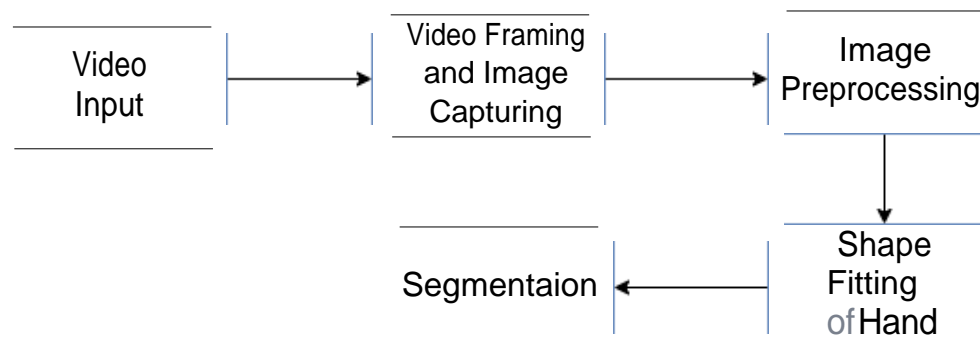 Video
Input
Video Framing
and Image
Capturing
Image
Preprocessing
Shape
Fitting
of Hand
Segmentaion